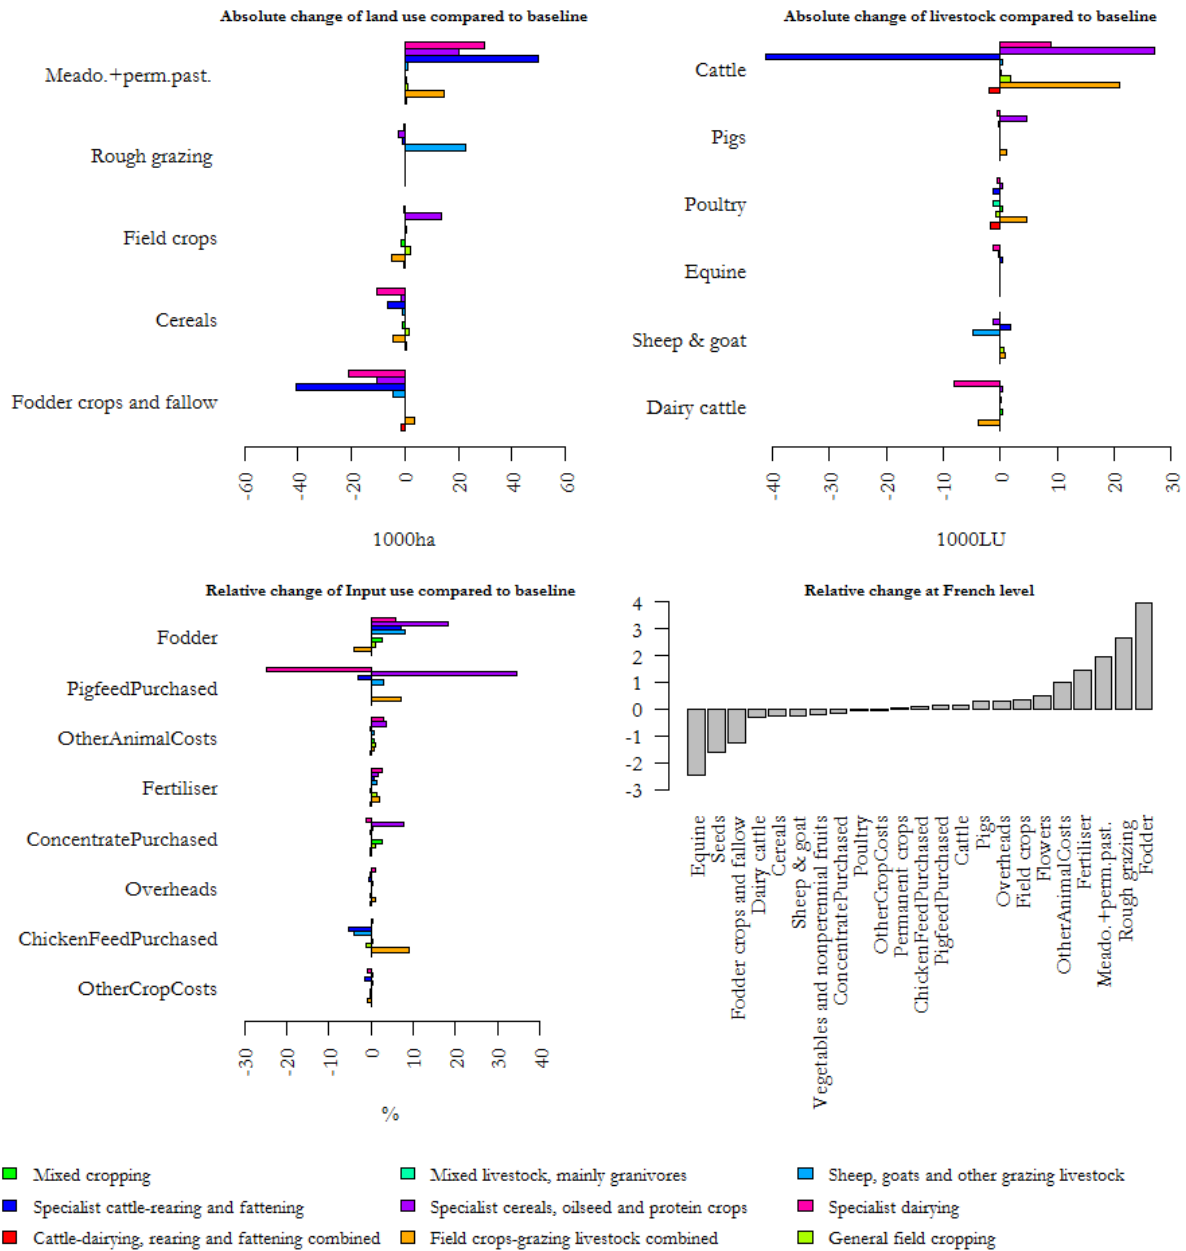 Absolute change of land use compared to baseline
Meado.+perm.past.
Rough grazing
Field crops
Cereals
Fodder crops and fallow
-60 -40 -20 0 20 40 60
1000ha
Absolute change of livestock compared to baseline
Cattle
Pigs
Poultry
Equine
Sheep & goat
Dairy cattle
-40 -30 -20 -10 0 10 20 30
1000LU
Relative change of Input use compared to baseline
Fodder
PigfeedPurchased
OtherAnimalCosts
Fertiliser
ConcentratePurchased
Overheads
ChickenFeedPurchased
OtherCropCosts
-30 -20 -10 0 10 20 30 40
%
Relative change at French level
4
3
2
1
0
-1
-2
-3
Equine
Seeds
Fodder crops and fallow
Dairy cattle
Cereals
Sheep & goat
Vegetables and nonperennial fruits
ConcentratePurchased
Poultry
OtherCropCosts
Permanent crops
ChickenFeedPurchased
PigfeedPurchased
Cattle
Pigs
Overheads
Field crops
Flowers
OtherAnimalCosts
Fertiliser
Meado.+perm.past.
Rough grazing
Fodder
Mixed cropping
Mixed livestock, mainly granivores
Sheep, goats and other grazing livestock
Specialist cattle-rearing and fattening
Specialist cereals, oilseed and protein crops
Specialist dairying
Cattle-dairying, rearing and fattening combined
Field crops-grazing livestock combined
General field cropping